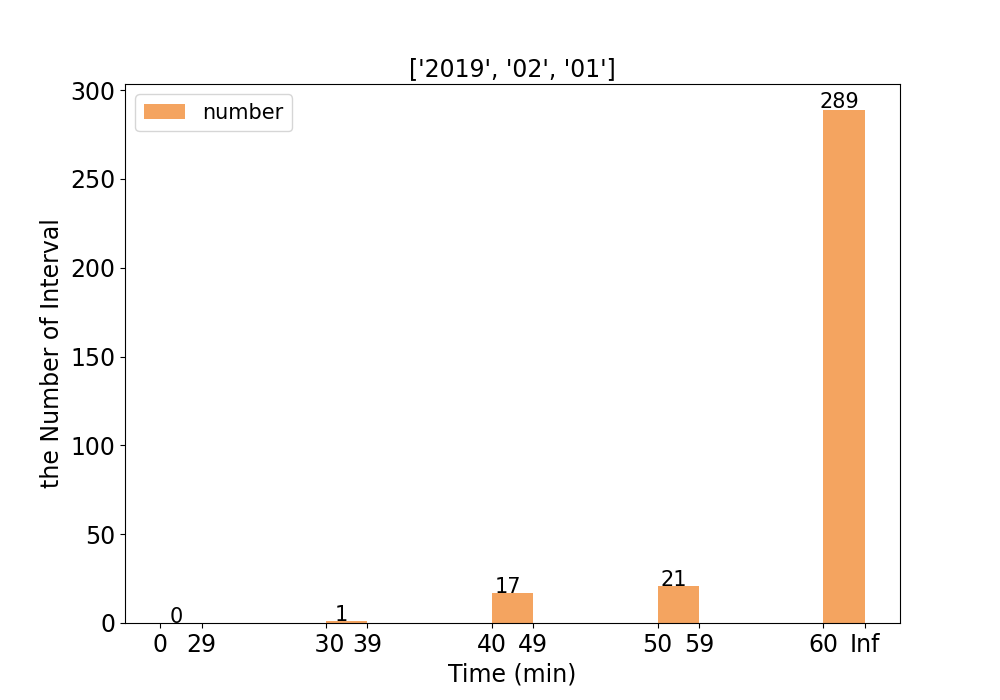 ['2019', '02', '01']
number
the Number of Interval
300
250
200
150
100
50
0
0
1
17
21
289
0 29 30 39 40 49 50 59 60 Inf
Time (min)